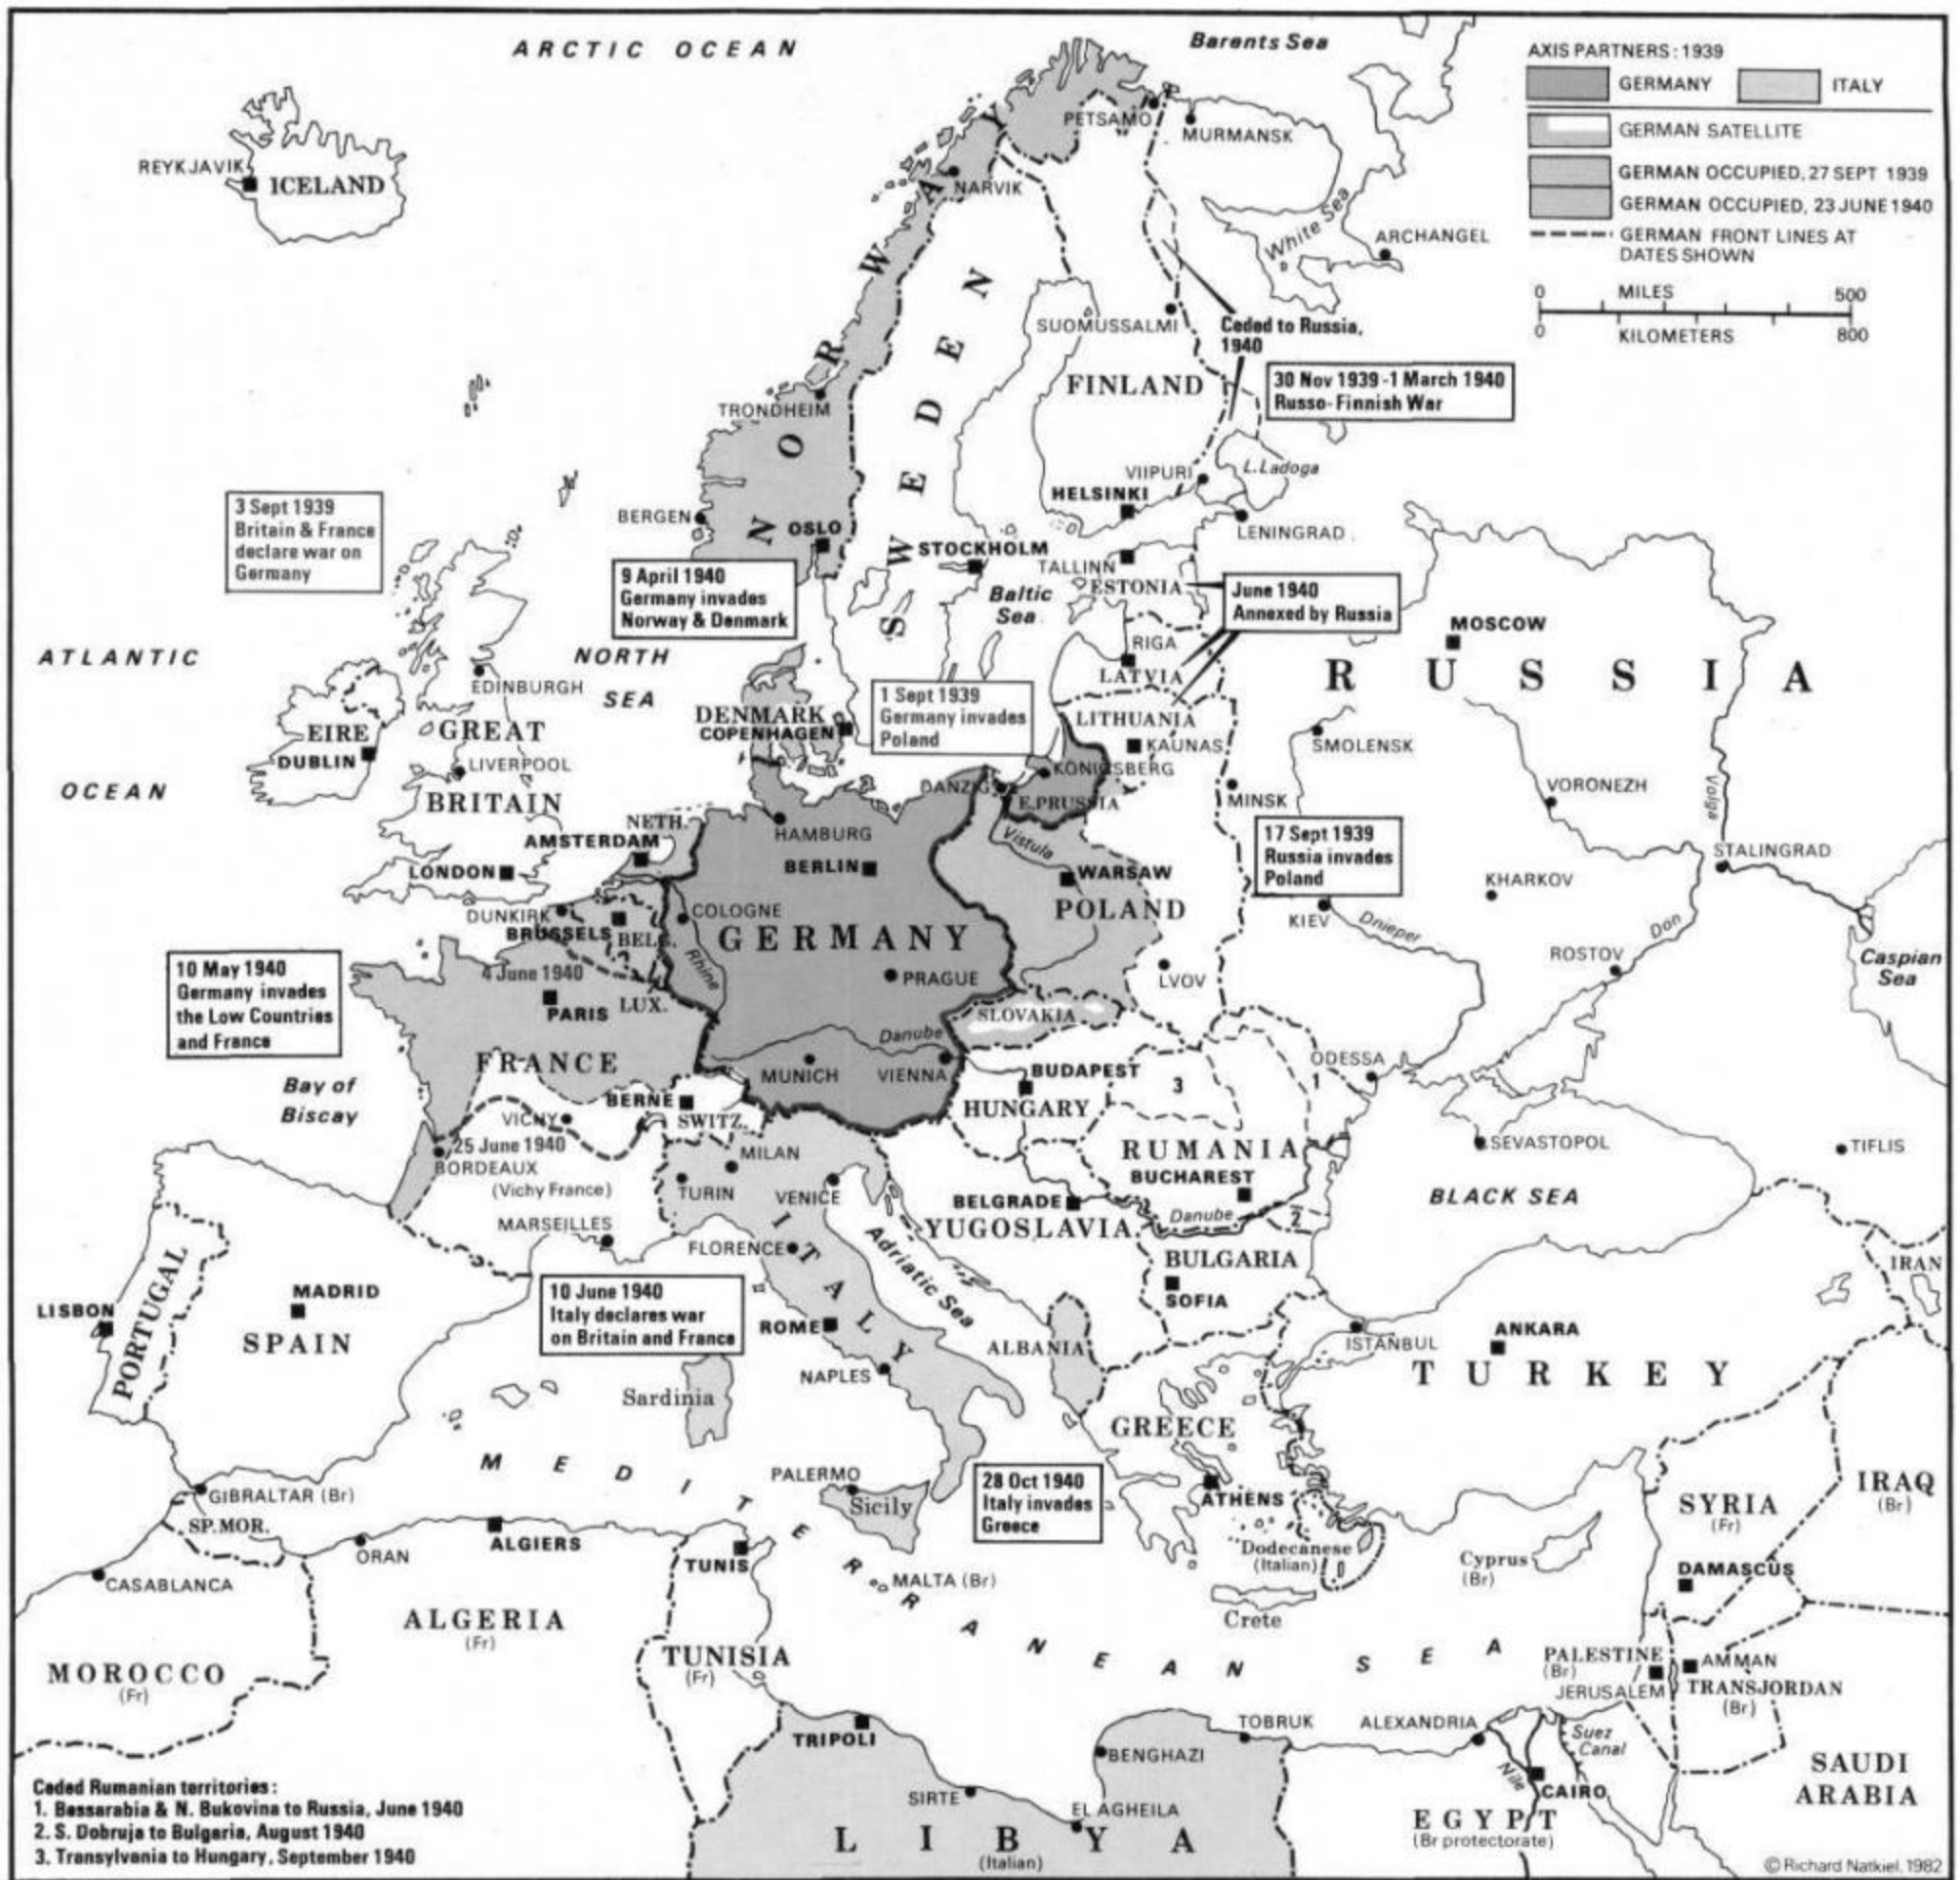 ARCTIC OCEAN
Barents Sea
AXIS PARTNERS: 1939
GERMANY
ITALY
GERMAN SATELLITE
GERMAN OCCUPIED, 27 SEPT 1939
GERMAN OCCUPIED, 23 JUNE 1940
GERMAN FRONT LINES AT
DATES SHOWN
0 MILES 500
0 KILOMETERS 800
REYKJAVIK
ICELAND
PETSAMO
MURMANSK
NARVIK
White Sea
ARCHANGEL
NORWAY
SWEDEN
SUOMUSSALMI
Ceded to Russia,
1940
FINLAND
30 Nov 1939-1 March 1940
Russo-Finnish War
TRONDHEIM
VIIPURI
L. Ladoga
HELSINKI
LENINGRAD
3 Sept 1939
Britain & France
declare war on
Germany
BERGEN
OSLO
STOCKHOLM
TALLINN
ESTONIA
9 April 1940
Germany invades
Norway & Denmark
Baltic
Sea
June 1940
Annexed by Russia
MOSCOW
RIGA
LATVIA
RUSSIA
ATLANTIC
OCEAN
NORTH
SEA
EDINBURGH
1 Sept 1939
Germany invades
Poland
DENMARK
COPENHAGEN
LITHUANIA
KAUNAS
SMOLENSK
EIRE
DUBLIN
GREAT
BRITAIN
LIVERPOOL
KÖNIGSBERG
DANZIG
E. PRUSSIA
MINSK
VORONEZH
Volga
NETH.
AMSTERDAM
HAMBURG
BERLIN
Vistula
WARSAW
POLAND
17 Sept 1939
Russia invades
Poland
STALINGRAD
LONDON
KHARKOV
DUNKIRK
BRUSSELS
BELG.
COLOGNE
GERMANY
Rhine
KIEV
Dnieper
Don
ROSTOV
Caspian
Sea
10 May 1940
Germany invades
the Low Countries
and France
4 June 1940
PARIS
LUX.
PRAGUE
LVOV
SLOVAKIA
Danube
FRANCE
MUNICH
VIENNA
BUDAPEST
HUNGARY
3
1
ODESSA
Bay of
Biscay
BERNE
SWITZ.
VICHY
25 June 1940
BORDEAUX
(Vichy France)
MILAN
TURIN
VENICE
RUMANIA
BUCHAREST
SEVASTOPOL
TIFLIS
BLACK SEA
BELGRADE
YUGOSLAVIA
Danube
2
MARSEILLES
FLORENCE
ITALY
Adriatic Sea
BULGARIA
SOFIA
IRAN
PORTUGAL
LISBON
MADRID
SPAIN
10 June 1940
Italy declares war
on Britain and France
ROME
NAPLES
ALBANIA
ISTANBUL
ANKARA
TURKEY
Sardinia
GREECE
MEDITERRANEAN SEA
PALERMO
Sicily
28 Oct 1940
Italy invades
Greece
ATHENS
Dodecanese
(Italian)
Crete
Cyprus
(Br)
SYRIA
(Fr)
IRAQ
(Br)
DAMASCUS
GIBRALTAR (Br)
SP. MOR.
ORAN
ALGIERS
TUNIS
MALTA (Br)
CASABLANCA
ALGERIA
(Fr)
MOROCCO
(Fr)
TUNISIA
(Fr)
PALESTINE
(Br)
JERUSALEM
AMMAN
TRANSJORDAN
(Br)
TRIPOLI
TOBRUK
ALEXANDRIA
BENGHAZI
Suez
Canal
Nile
CAIRO
SAUDI
ARABIA
SIRTE
EL AGHEILA
LIBYA
(Italian)
EGYPT
(Br protectorate)
Ceded Rumanian territories:
1. Bessarabia & N. Bukovina to Russia, June 1940
2. S. Dobruja to Bulgaria, August 1940
3. Transylvania to Hungary, September 1940
© Richard Natkiel, 1982